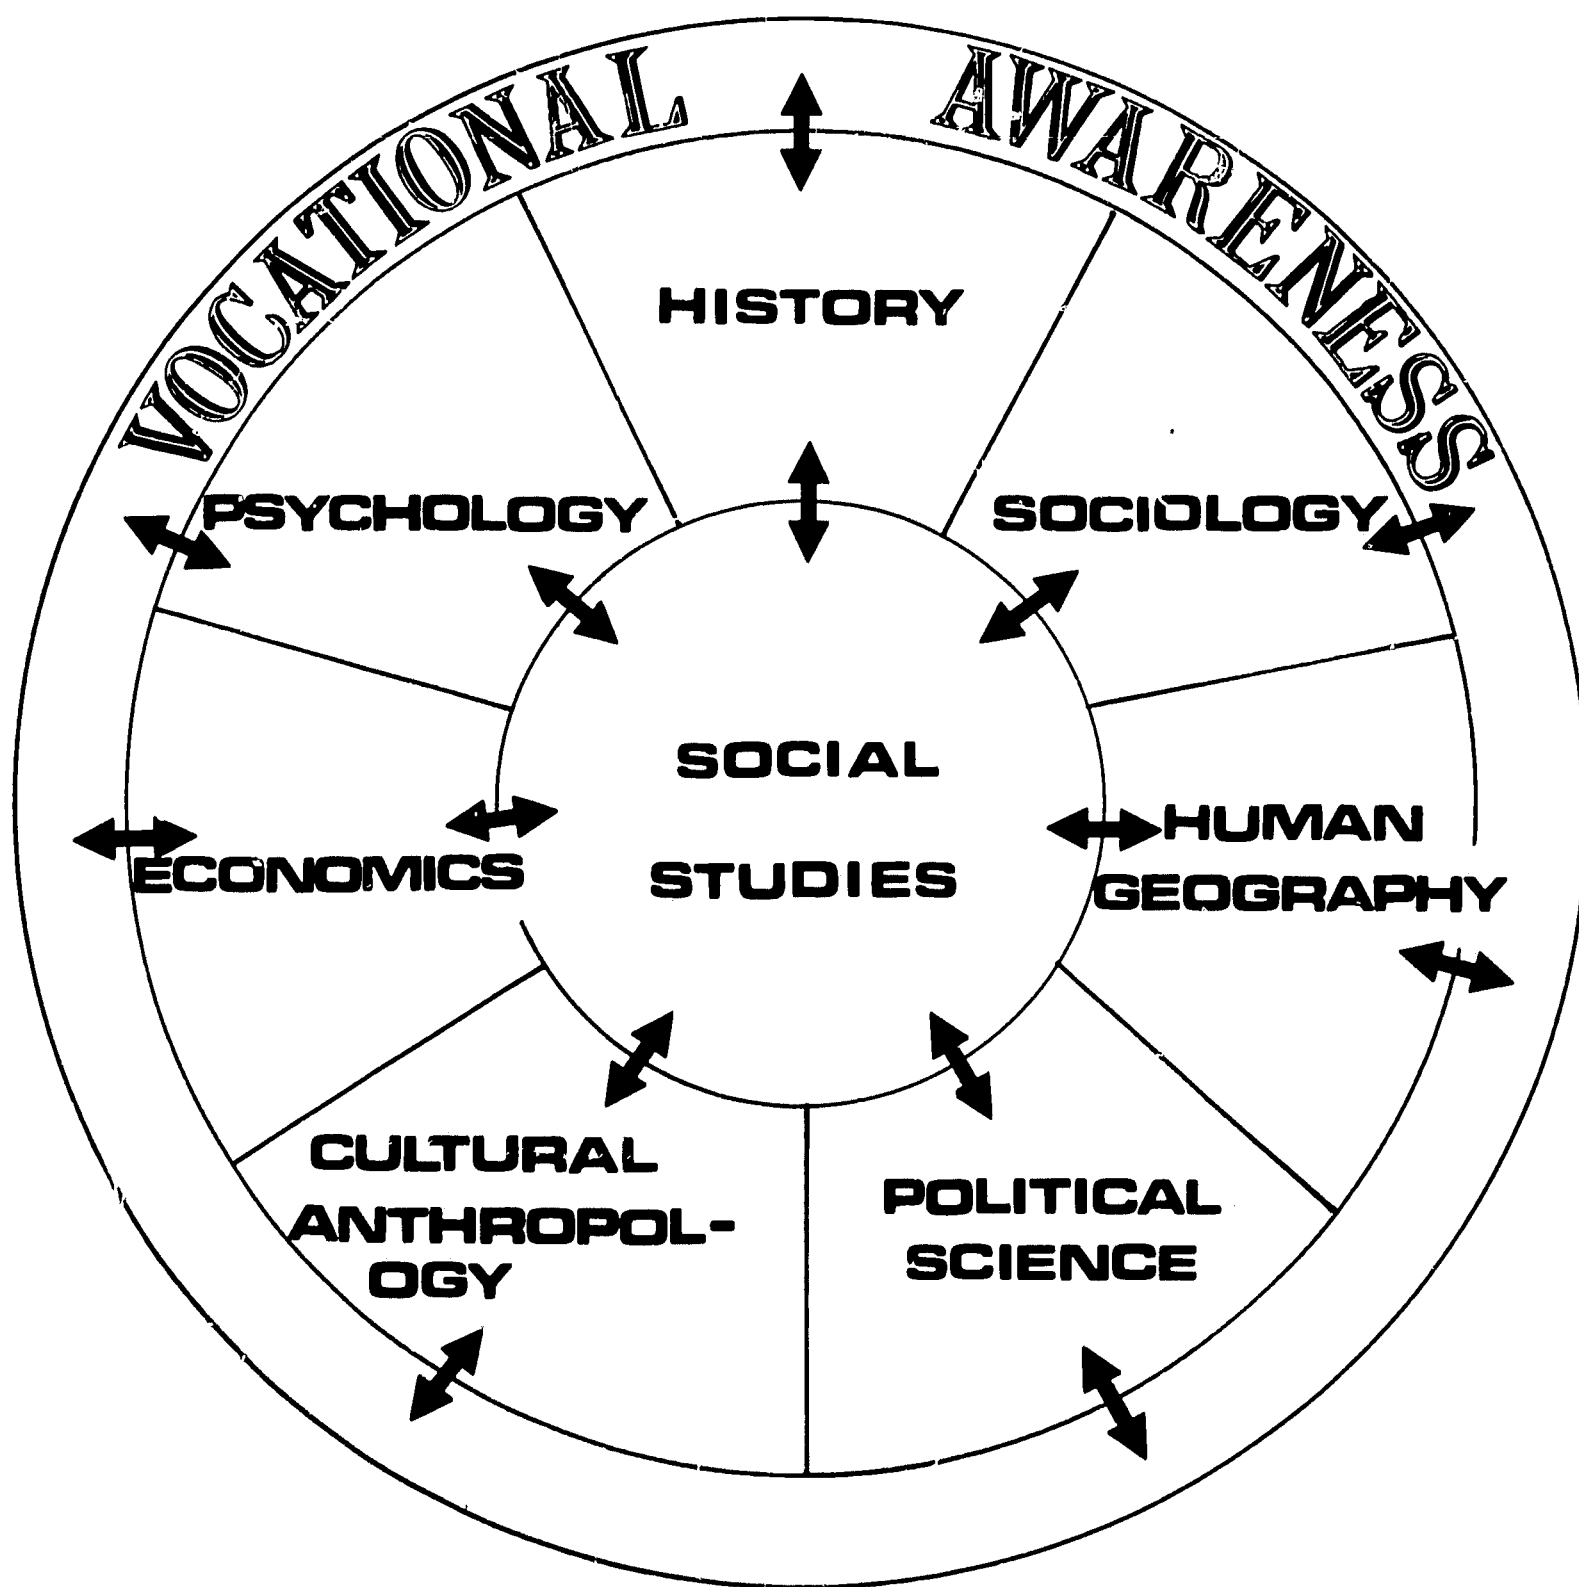 VOCATIONAL AWARENESS
HISTORY
PSYCHOLOGY
SOCIOLOGY
SOCIAL
STUDIES
ECONOMICS
HUMAN
GEOGRAPHY
CULTURAL
ANTHROPOL-
OGY
POLITICAL
SCIENCE